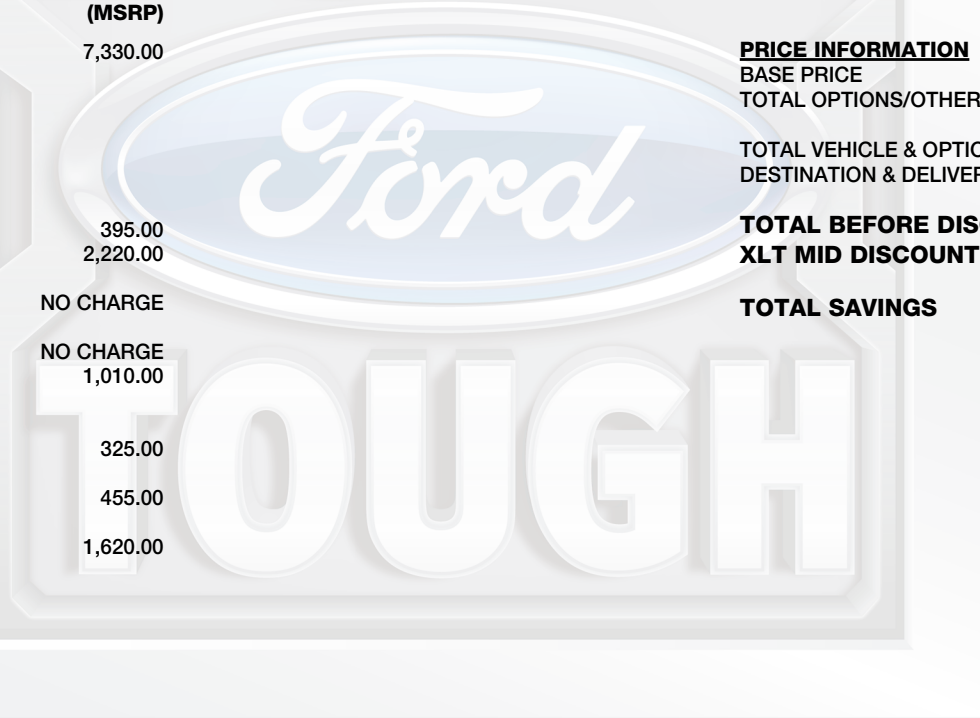 (MSRP)
7,330.00
395.00
2,220.00
NO CHARGE
NO CHARGE
1,010.00
325.00
455.00
1,620.00
PRICE INFORMATION
BASE PRICE
TOTAL OPTIONS/OTHER
TOTAL VEHICLE & OPTIO
DESTINATION & DELIVER
TOTAL BEFORE DIS
XLT MID DISCOUNT
TOTAL SAVINGS
Ford
TOUGH